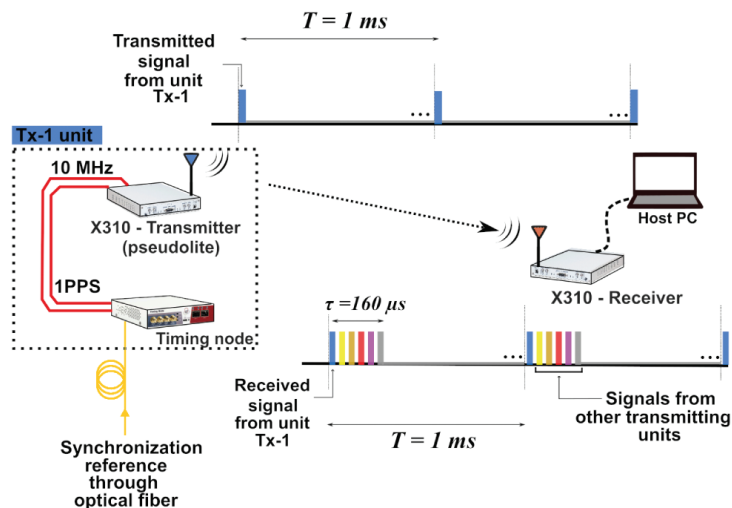 T = 1 ms
Transmitted
signal
from unit
Tx-1
...
...
Tx-1 unit
10 MHz
X310 - Transmitter
(pseudolite)
1PPS
Timing node
Host PC
X310 - Receiver
τ =160 µs
...
...
Received
signal
from unit
Tx-1
T = 1 ms
Signals from
other transmitting
units
Synchronization
reference
through
optical fiber